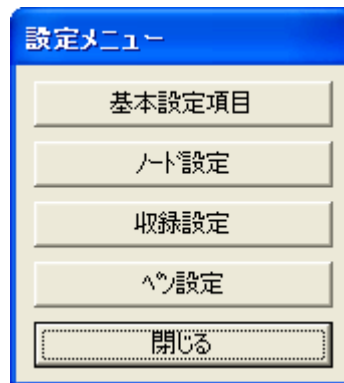 設定メニュー
基本設定項目
ノード設定
収録設定
ペン設定
閉じる